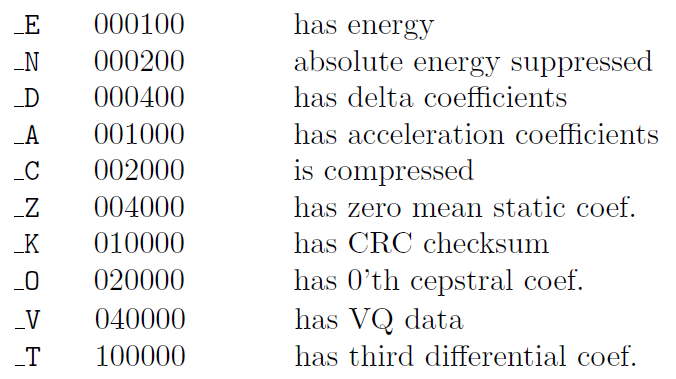 _E 000100 has energy
_N 000200 absolute energy suppressed
_D 000400 has delta coefficients
_A 001000 has acceleration coefficients
_C 002000 is compressed
_Z 004000 has zero mean static coef.
_K 010000 has CRC checksum
_O 020000 has 0'th cepstral coef.
_V 040000 has VQ data
_T 100000 has third differential coef.